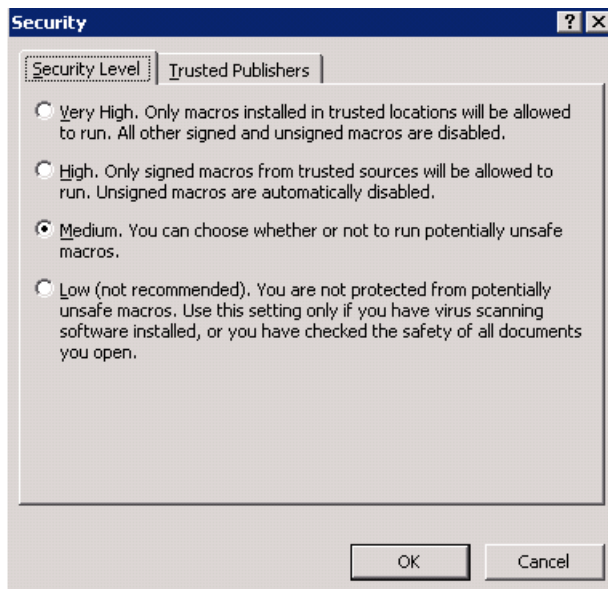 Security
Security Level
Trusted Publishers
Very High. Only macros installed in trusted locations will be allowed
to run. All other signed and unsigned macros are disabled.
High. Only signed macros from trusted sources will be allowed to
run. Unsigned macros are automatically disabled.
Medium. You can choose whether or not to run potentially unsafe
macros.
Low (not recommended). You are not protected from potentially
unsafe macros. Use this setting only if you have virus scanning
software installed, or you have checked the safety of all documents
you open.
OK
Cancel